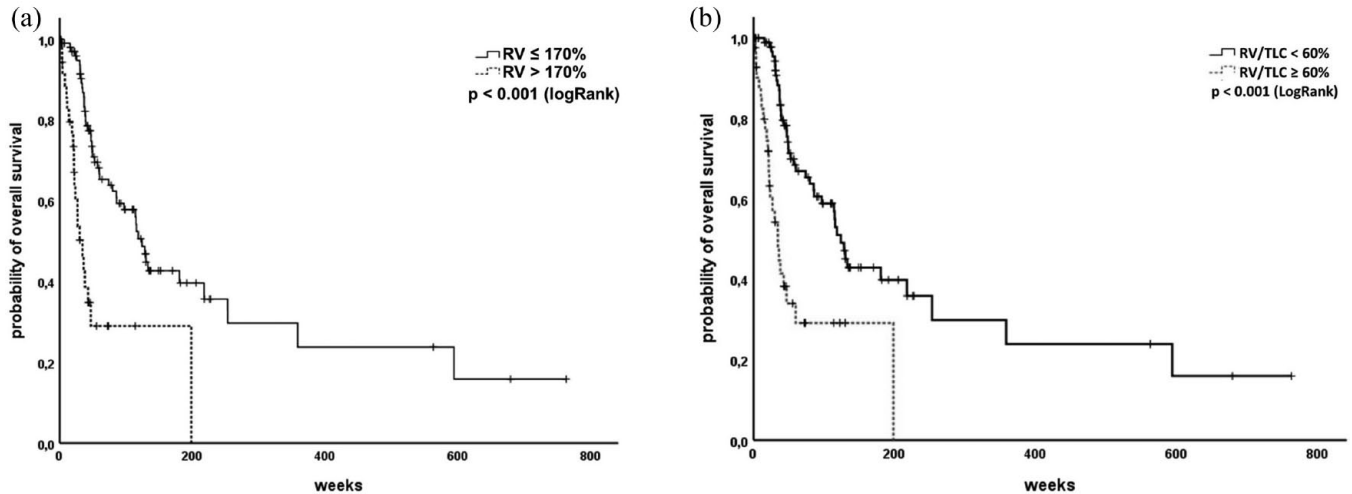 (a)
RV ≤ 170%
RV > 170%
p < 0.001 (logRank)
probability of overall survival
1,0
0,8
0,6
0,4
0,2
0,0
0 200 400 600 800
weeks
(b)
RV/TLC < 60%
RV/TLC ≥ 60%
p < 0.001 (LogRank)
probability of overall survival
1,0
0,8
0,6
0,4
0,2
0,0
0 200 400 600 800
weeks